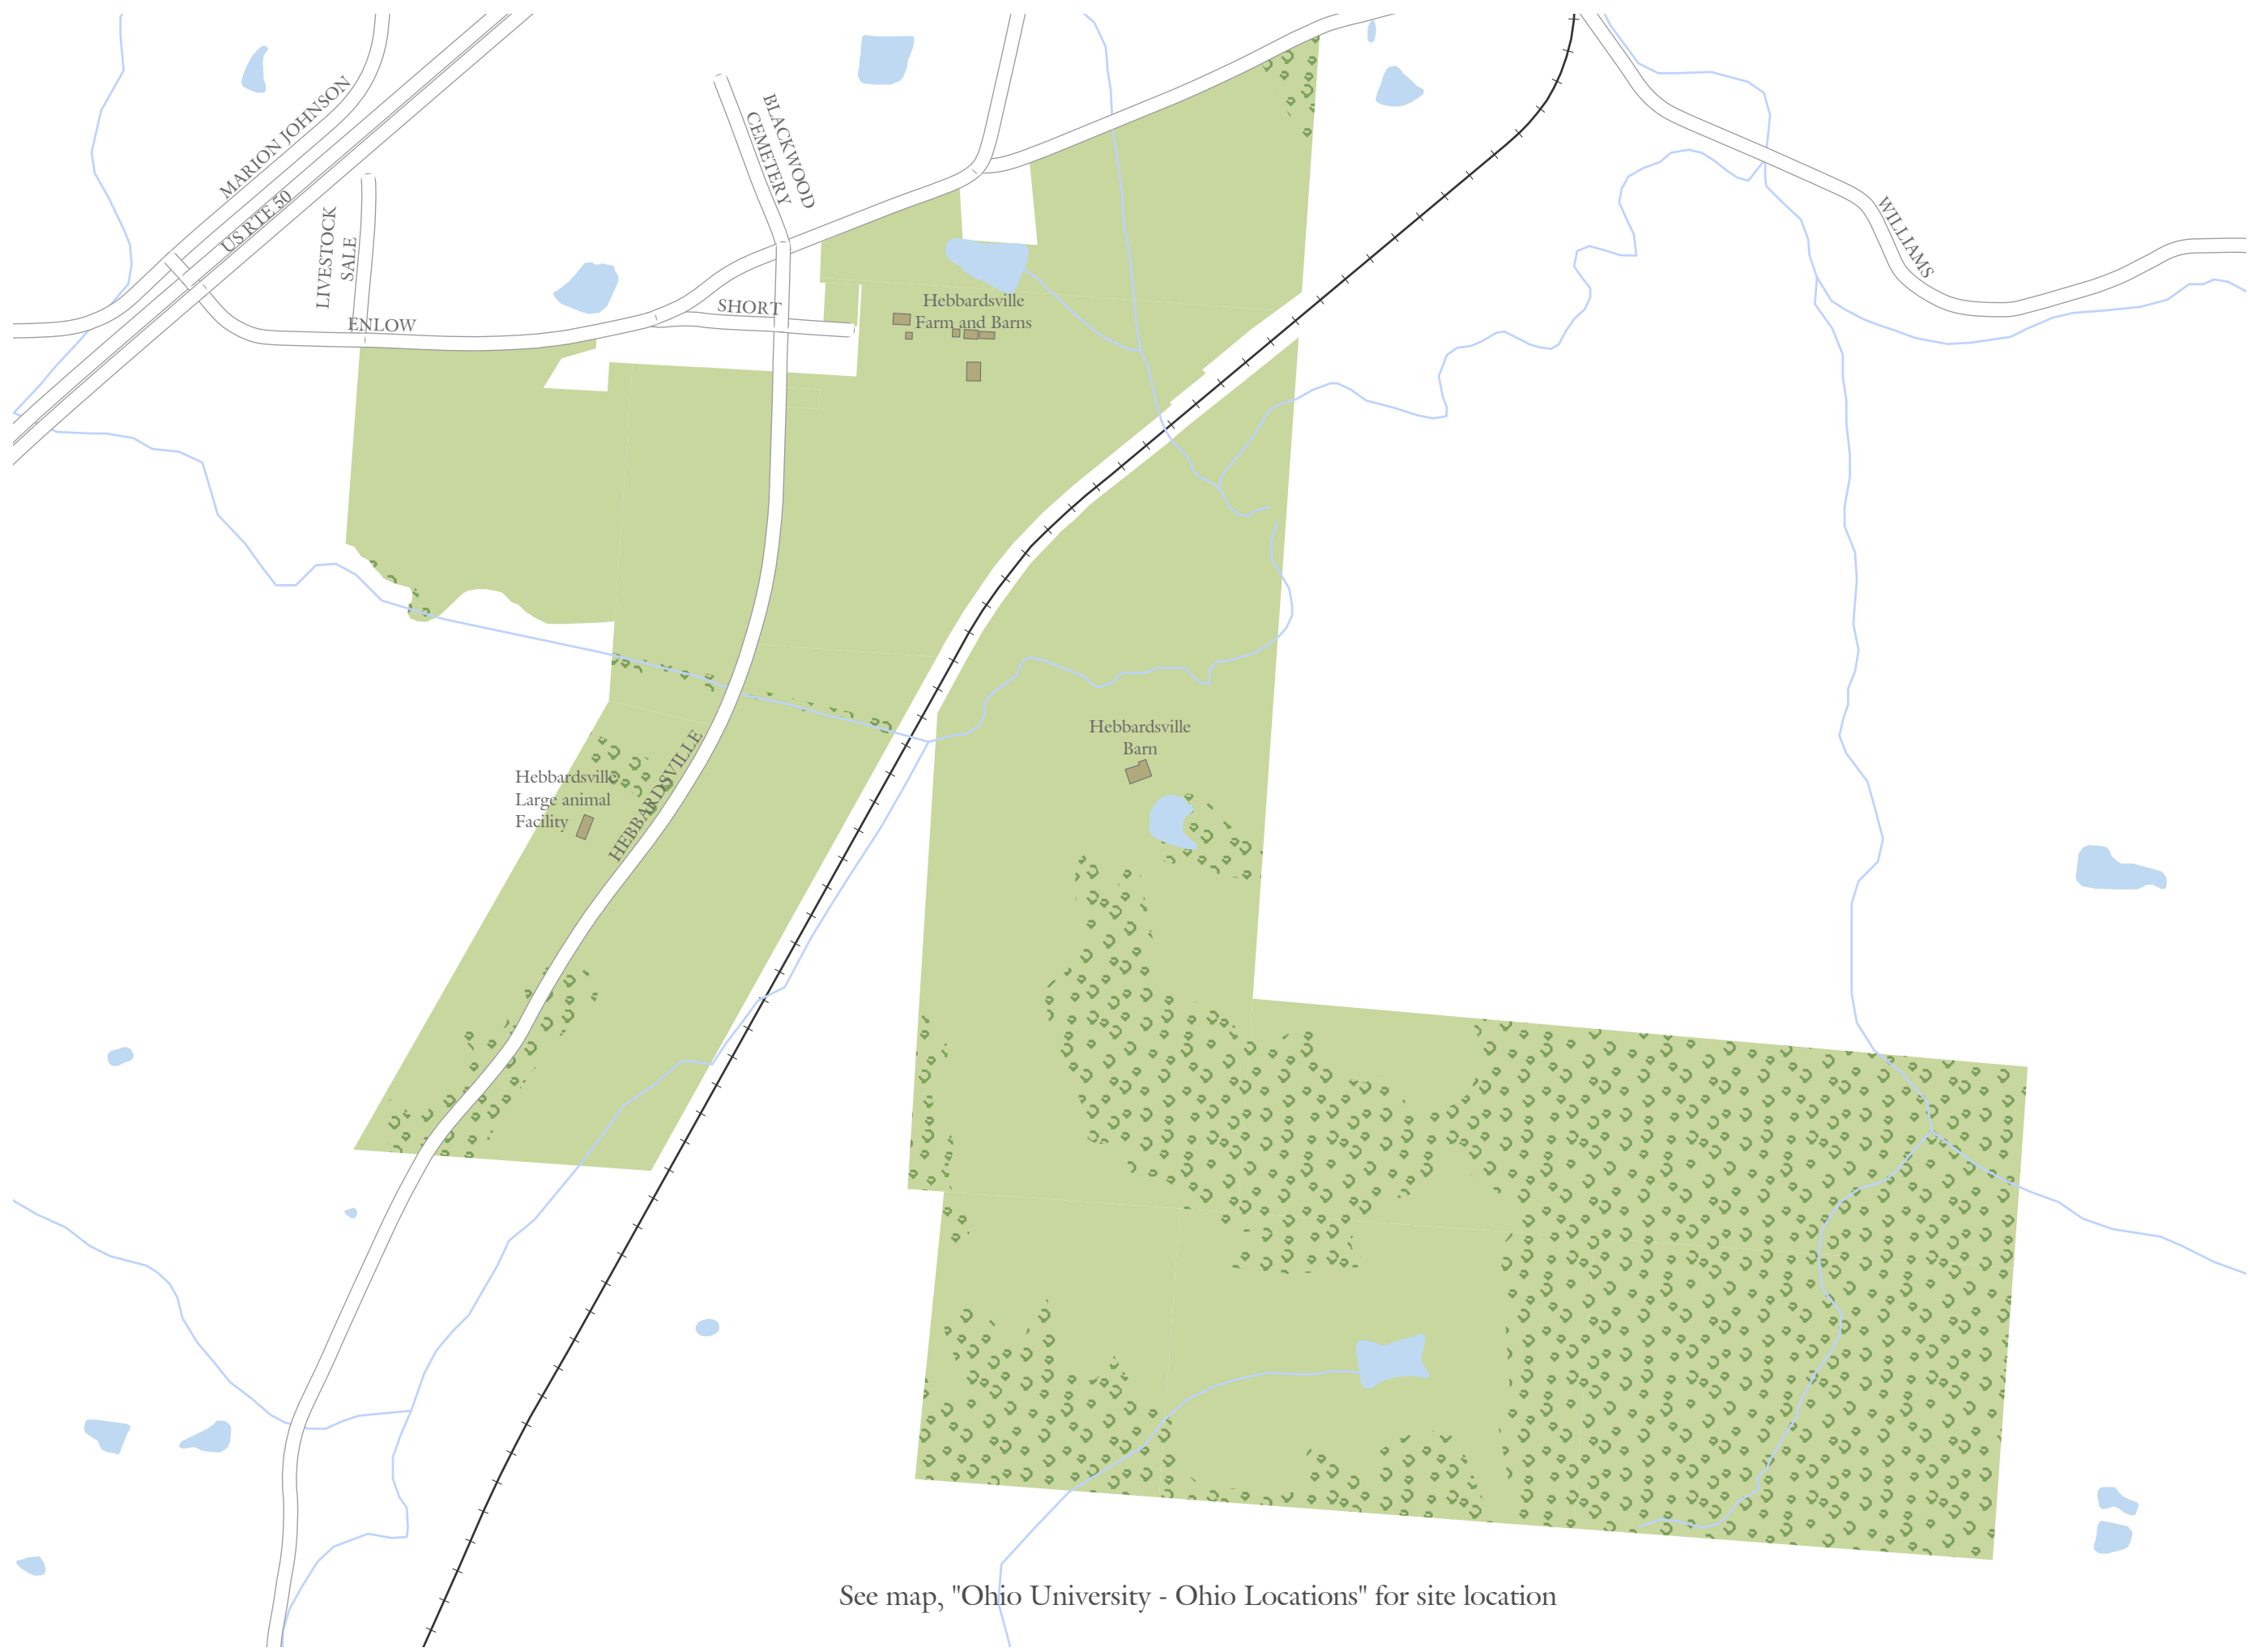 MARION JOHNSON
US RTE 50
LIVESTOCK
SALE
BLACKWOOD
CEMETERY
WILLIAMS
ENLOW
SHORT
Hebbardsville
Farm and Barns
Hebbardsville
Barn
Hebbardsville
Large animal
Facility
HEBBARDSVILLE
See map, "Ohio University - Ohio Locations" for site location